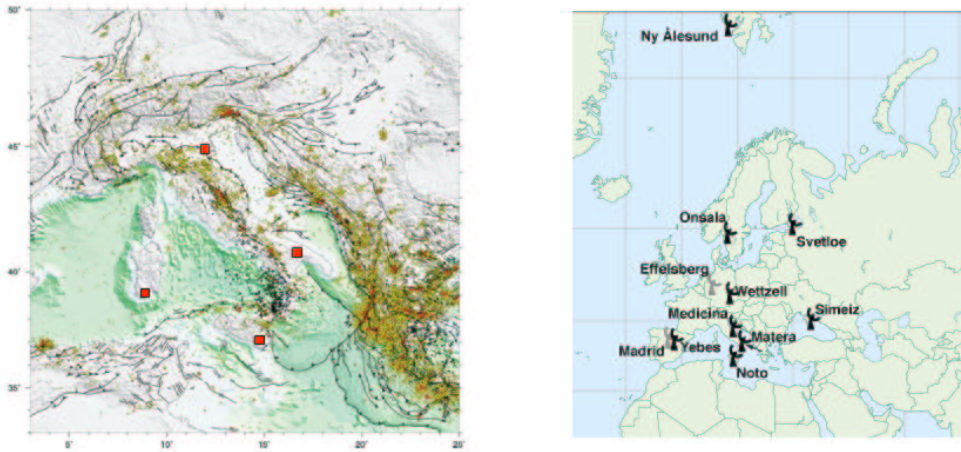 50°
45°
40°
35°
5°
10°
15°
20°
25°
Ny Ålesund
Onsala
Svetloe
Effelsberg
Wettzell
Medicina
Simeiz
Matera
Madrid Yebes
Noto